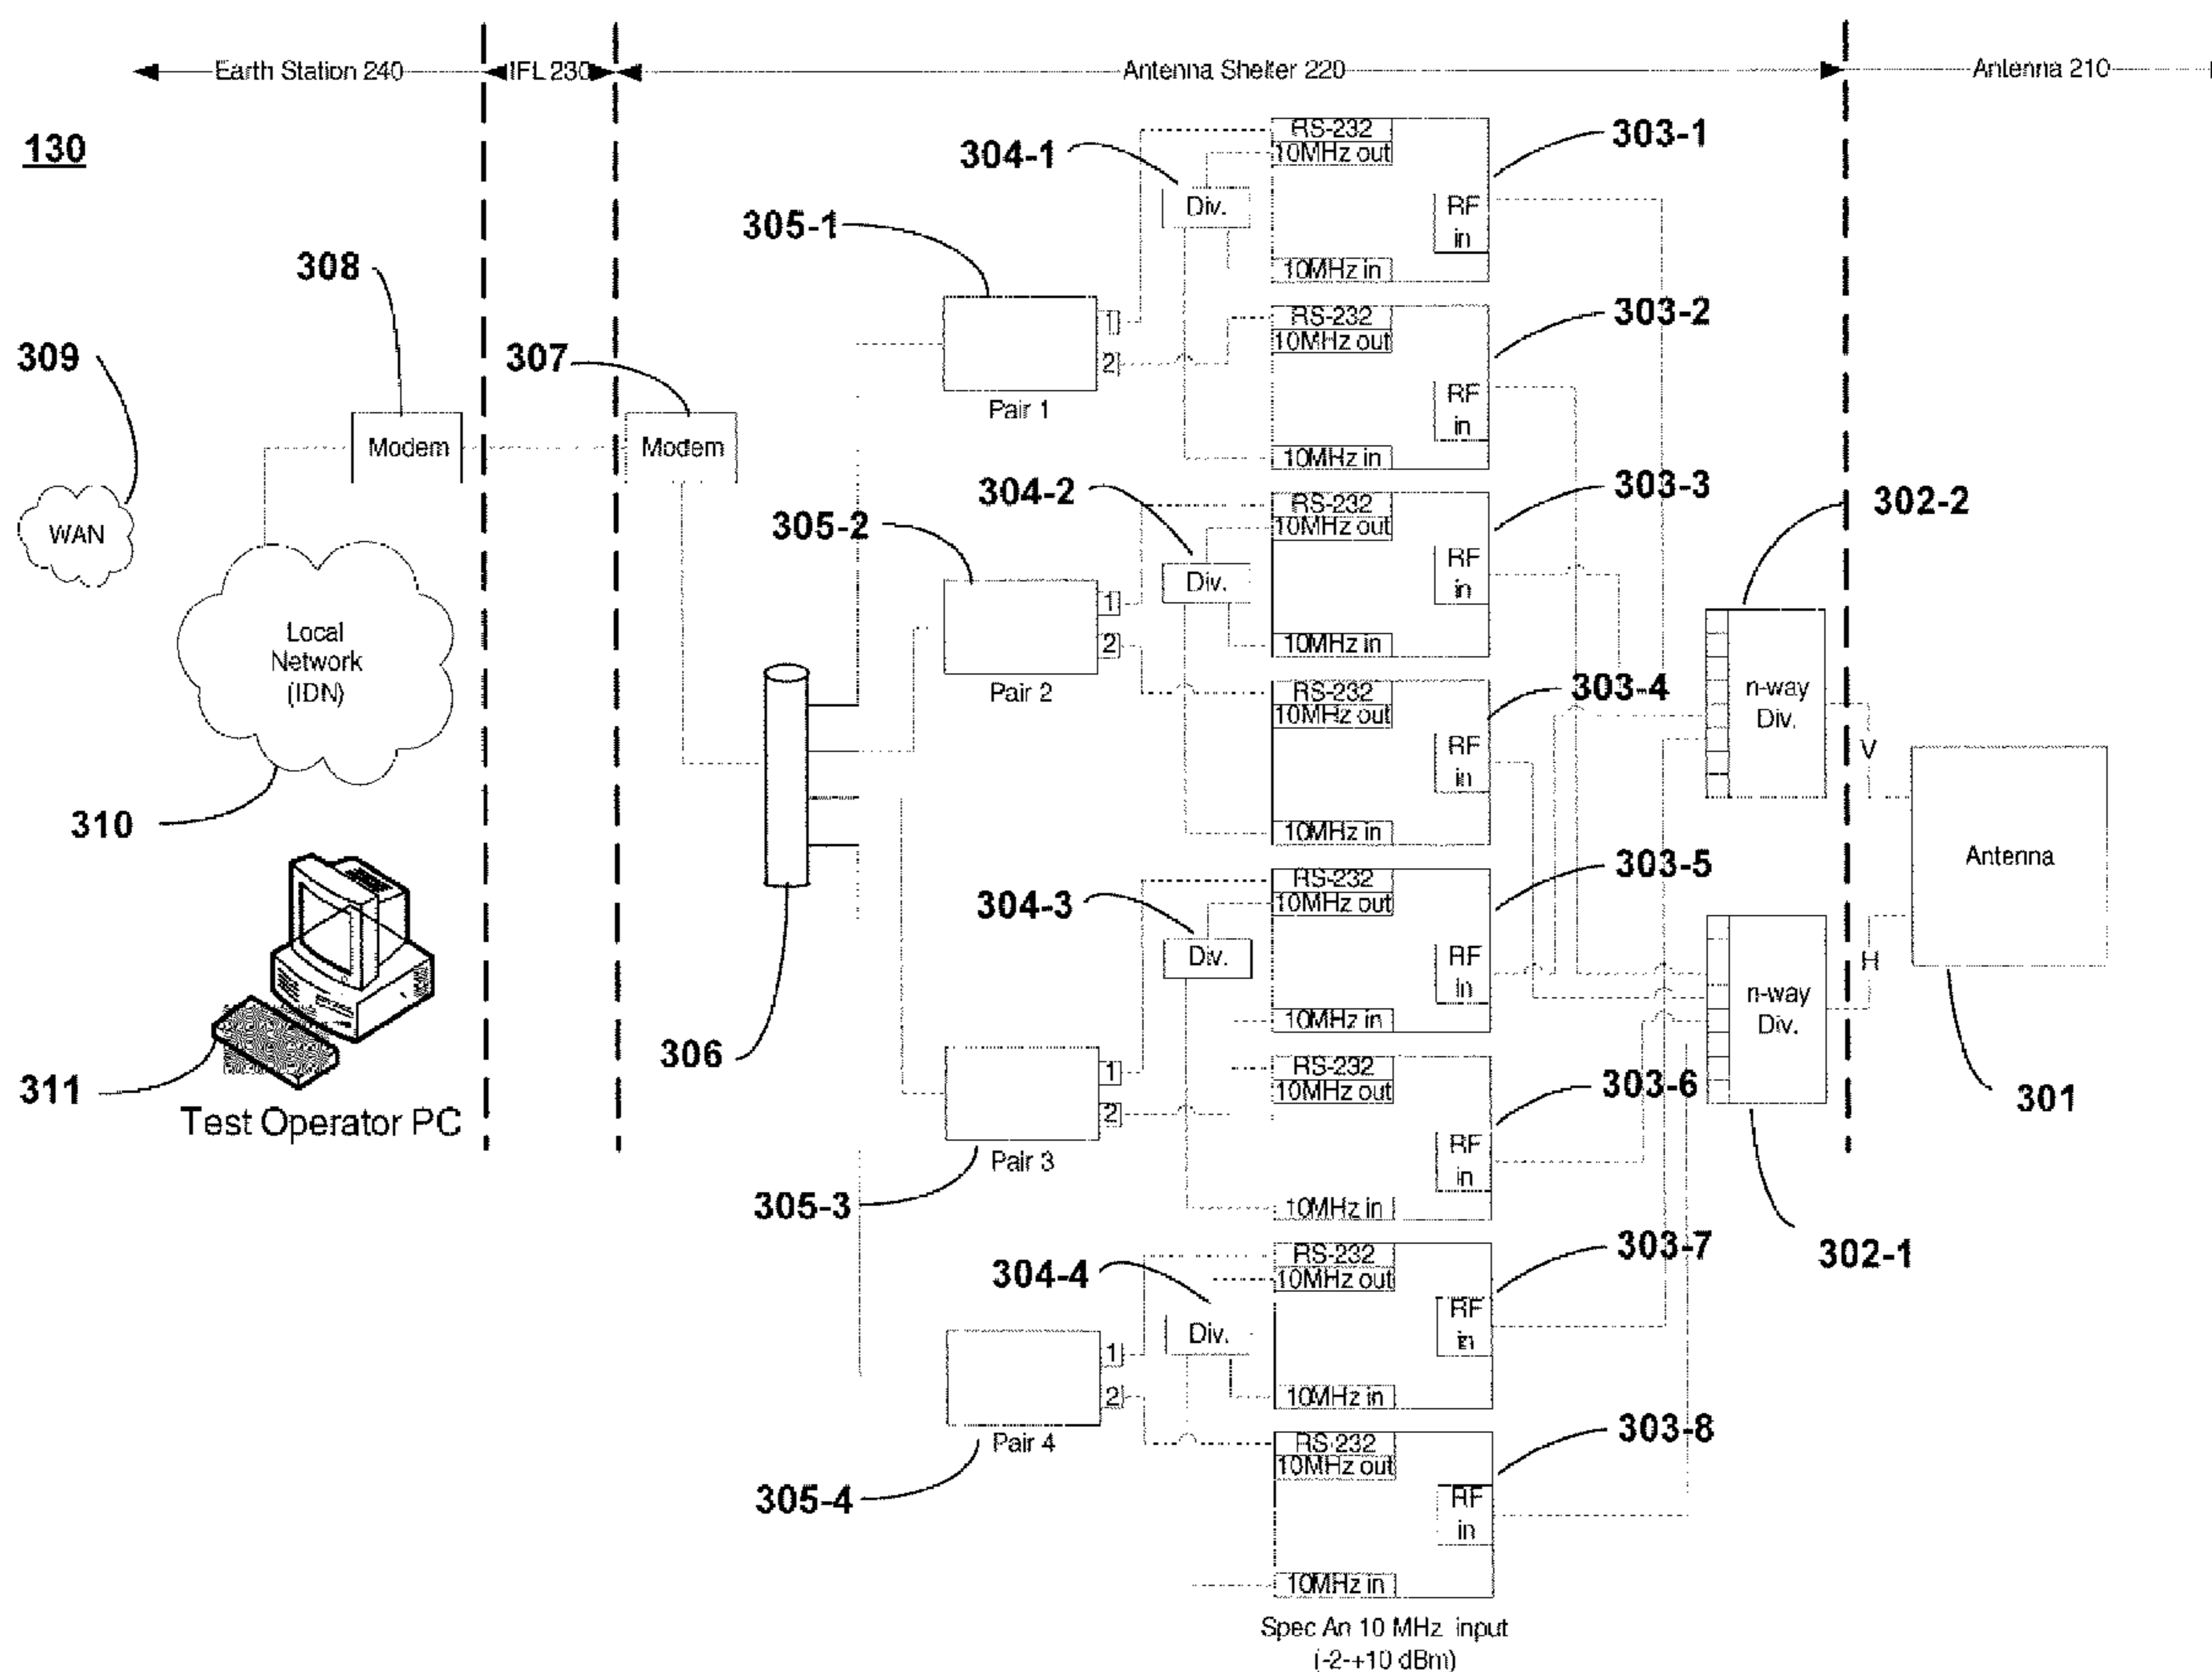 Earth Station 240
IFL 230
Antenna Shelter 220
Antenna 210
130
303-1
RS-232
10MHz out
RF
in
10MHz in
304-1
Div.
305-1
1
2
Pair 1
303-2
RS-232
10MHz out
RF
in
10MHz in
308
Modem
307
Modem
309
WAN
303-3
RS-232
10MHz out
RF
in
10MHz in
304-2
Div.
305-2
1
2
Pair 2
302-2
n-way
Div.
V
Local
Network
(IDN)
310
303-4
RS-232
10MHz out
RF
in
10MHz in
Antenna
301
303-5
RS-232
10MHz out
RF
in
10MHz in
304-3
Div.
n-way
Div.
H
302-1
306
311
Test Operator PC
1
2
Pair 3
305-3
303-6
RS-232
10MHz out
RF
in
10MHz in
303-7
RS-232
10MHz out
RF
in
10MHz in
304-4
Div.
1
2
Pair 4
305-4
303-8
RS-232
10MHz out
RF
in
10MHz in
Spec An 10 MHz input
(-2-+10 dBm)